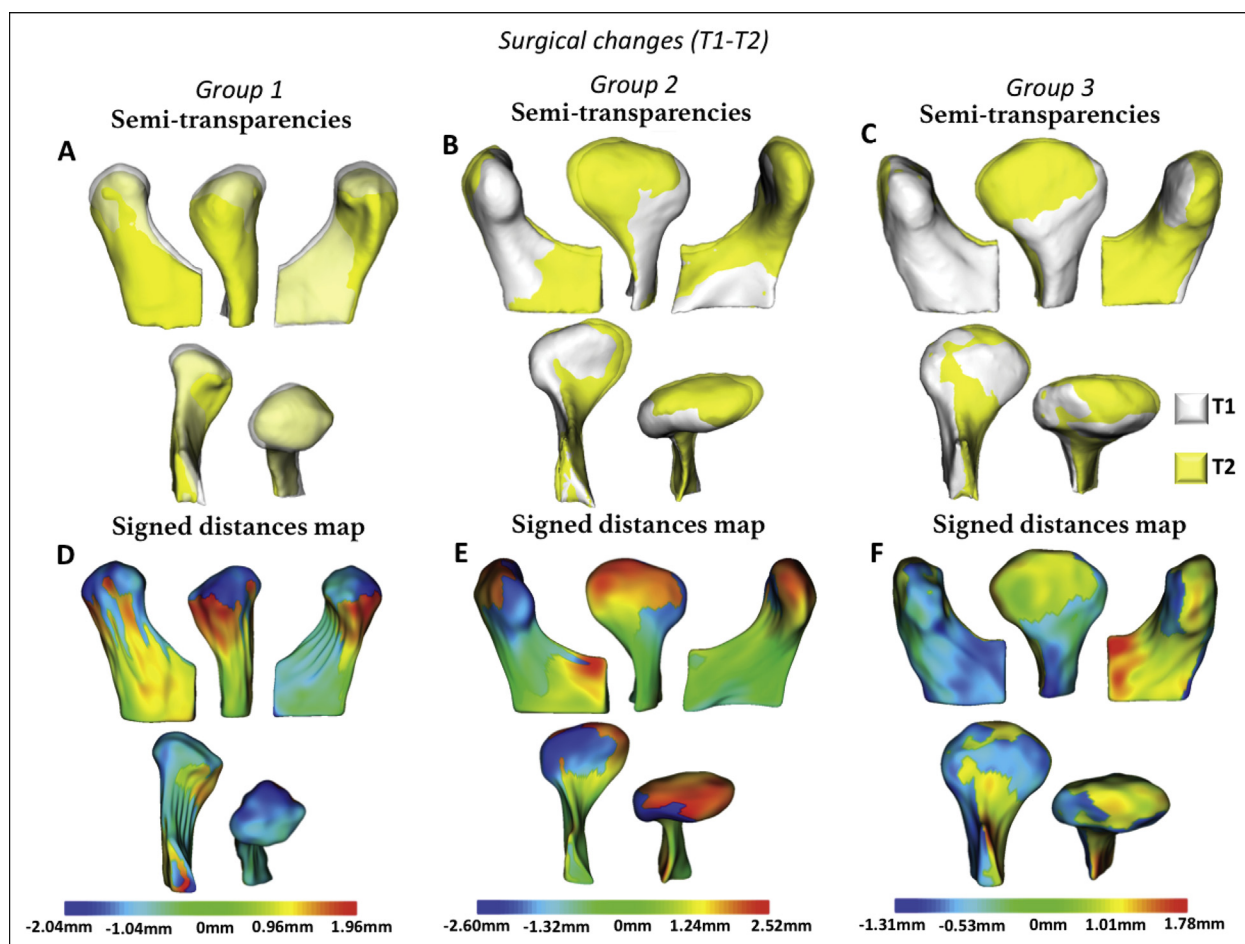 Surgical changes (T1-T2)
Group 1
Semi-transparencies
Group 2
Semi-transparencies
Group 3
Semi-transparencies
A
B
C
T1
T2
Signed distances map
Signed distances map
Signed distances map
D
E
F
-2.04mm -1.04mm 0mm 0.96mm 1.96mm
-2.60mm -1.32mm 0mm 1.24mm 2.52mm
-1.31mm -0.53mm 0mm 1.01mm 1.78mm